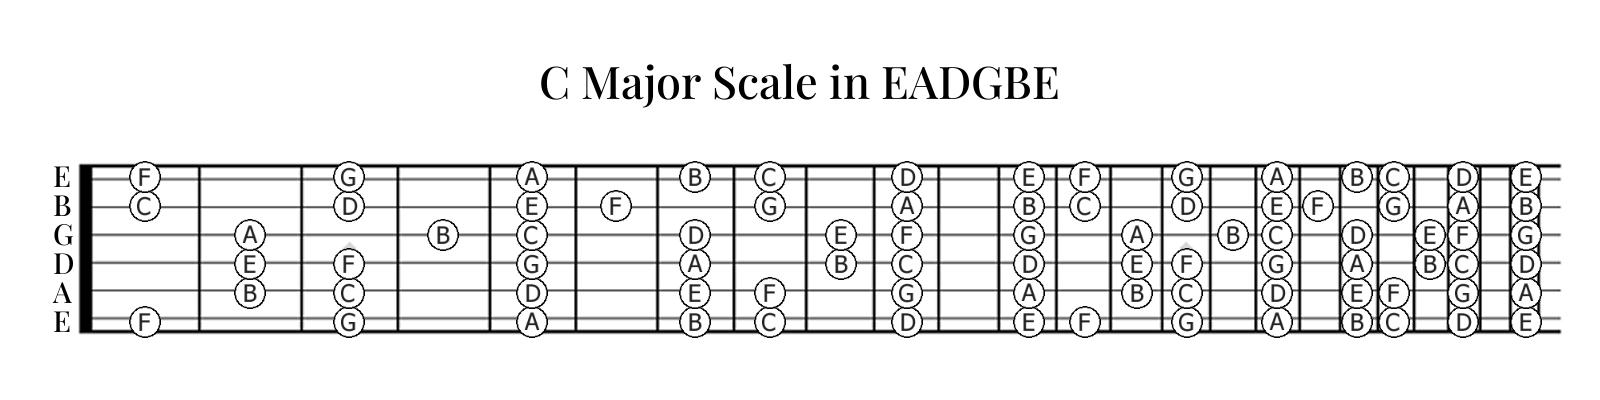 C Major Scale in EADGBE
E F G A B C D E F G A B C D E
B C D E F G A B C D E F G A B
G A B C D E F G A B C D E F G
D E F G A B C D E F G A B C D
A B C D E F G A B C D E F G A
E F G A B C D E F G A B C D E